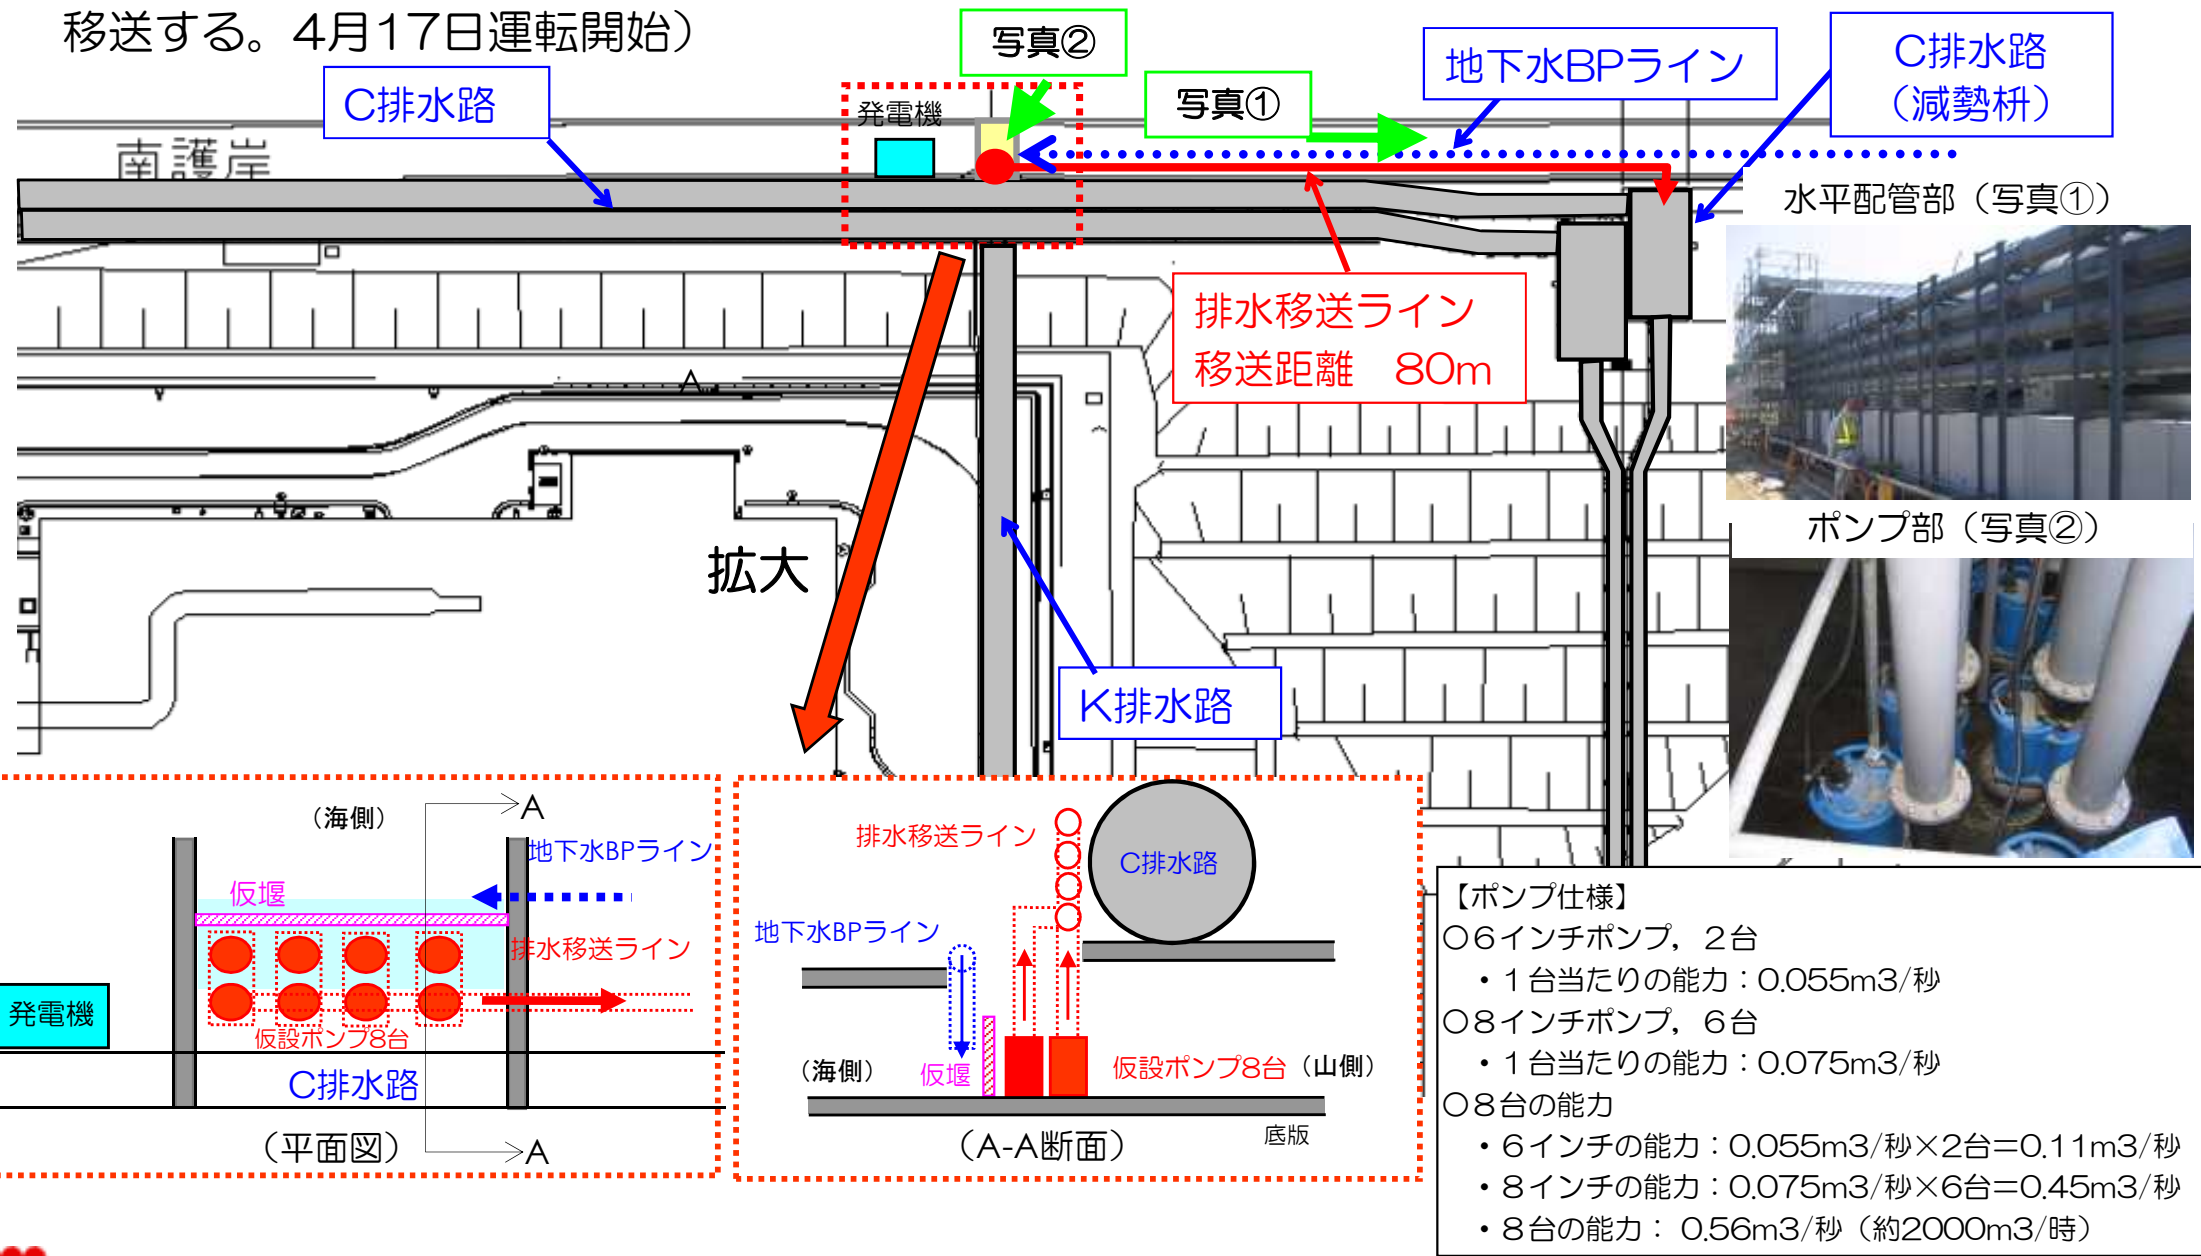 移送する。4月17日運転開始）
写真②
C排水路
発電機
写真①
地下水BPライン
C排水路
（減勢枡）
南護岸
水平配管部（写真①）
排水移送ライン
移送距離　80m
A
拡大
ポンプ部（写真②）
K排水路
（海側）
A
地下水BPライン
仮堰
排水移送ライン
発電機
仮設ポンプ8台
C排水路
（平面図）
A
排水移送ライン
C排水路
地下水BPライン
（海側）
仮堰
仮設ポンプ8台
（山側）
（A-A断面）
底版
【ポンプ仕様】
○6インチポンプ，2台
・1台当たりの能力：0.055m3/秒
○8インチポンプ，6台
・1台当たりの能力：0.075m3/秒
○8台の能力
・6インチの能力：0.055m3/秒×2台＝0.11m3/秒
・8インチの能力：0.075m3/秒×6台＝0.45m3/秒
・8台の能力： 0.56m3/秒（約2000m3/時）